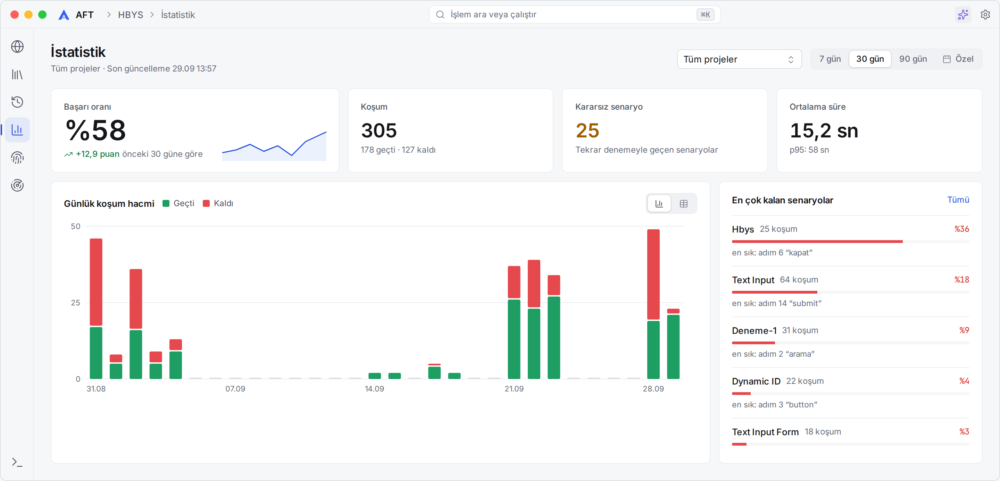 AFT > HBYS > İstatistik
İşlem ara veya çalıştır ⌘K
İstatistik
Tüm projeler · Son güncelleme 29.09 13:57
Tüm projeler
7 gün 30 gün 90 gün Özel
Başarı oranı
%58
+12,9 puan önceki 30 güne göre
Koşum
305
178 geçti · 127 kaldı
Kararsız senaryo
25
Tekrar denemeyle geçen senaryolar
Ortalama süre
15,2 sn
p95: 58 sn
Günlük koşum hacmi Geçti Kaldı
50
25
0
31.08 07.09 14.09 21.09 28.09
En çok kalan senaryolar Tümü
Hbys 25 koşum %36
en sık: adım 6 “kapat”
Text Input 64 koşum %18
en sık: adım 14 “submit”
Deneme-1 31 koşum %9
en sık: adım 2 “arama”
Dynamic ID 22 koşum %4
en sık: adım 3 “button”
Text Input Form 18 koşum %3